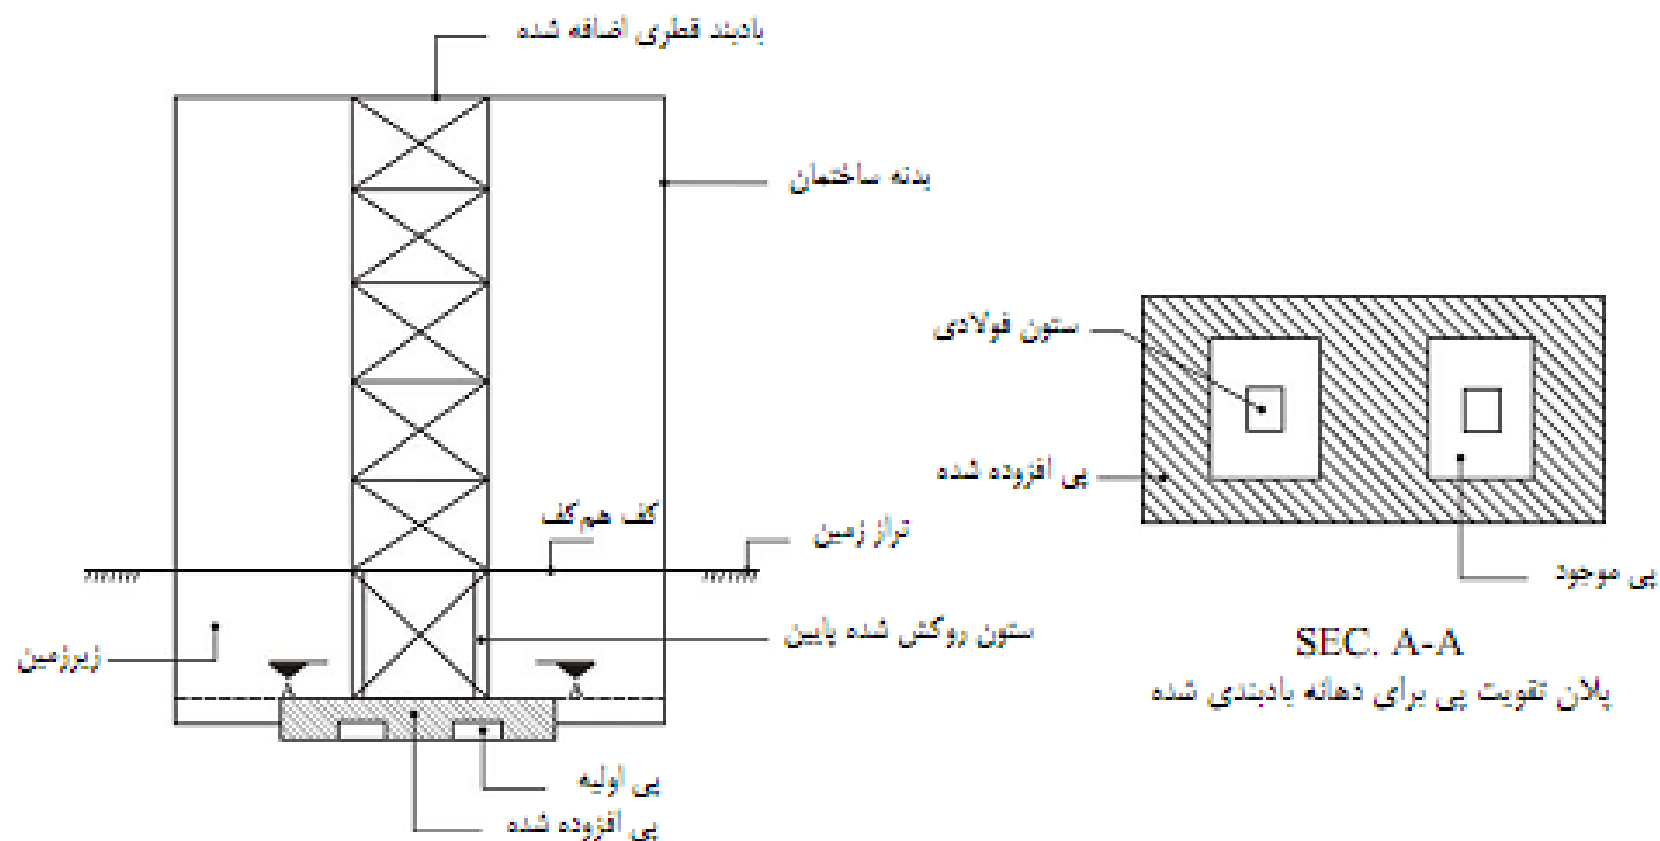 بادبند قطری اضافه شده
بدنه ساختمان
کف هم‌کف
تراز زمین
ستون روکش شده پایین
زیرزمین
پی اولیه
پی افزوده شده
ستون فولادی
پی افزوده شده
پی موجود
SEC. A-A
پلان تقویت پی برای دهانه بادبندی شده